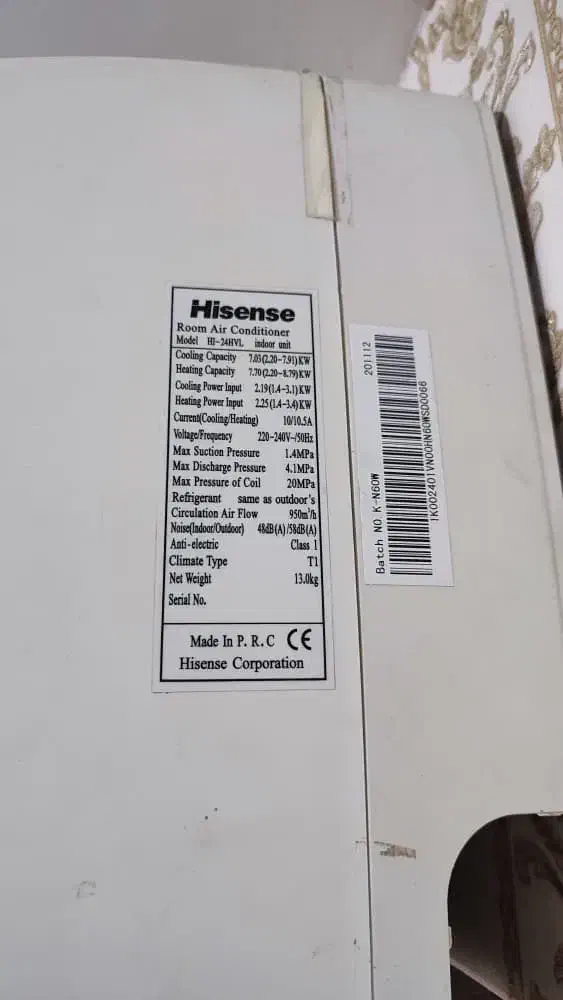 Hisense
Room Air Conditioner
Model HI-24HVL indoor unit
Cooling Capacity 7.03(2.20-7.91)KW
Heating Capacity 7.70(2.20-8.79)KW
Cooling Power Input 2.19(1.4-3.1)KW
Heating Power Input 2.25(1.4-3.4)KW
Current(Cooling/Heating) 10/10.5A
Voltage/Frequency 220-240V~/50Hz
Max Suction Pressure 1.4MPa
Max Discharge Pressure 4.1MPa
Max Pressure of Coil 20MPa
Refrigerant same as outdoor's
Circulation Air Flow 950m³/h
Noise(Indoor/Outdoor) 48dB(A)/58dB(A)
Anti-electric Class 1
Climate Type T1
Net Weight 13.0kg
Serial No.
Made In P.R.C CE
Hisense Corporation
Batch NO. K-N60W 201112
1K002401VN00HN60WSD0066